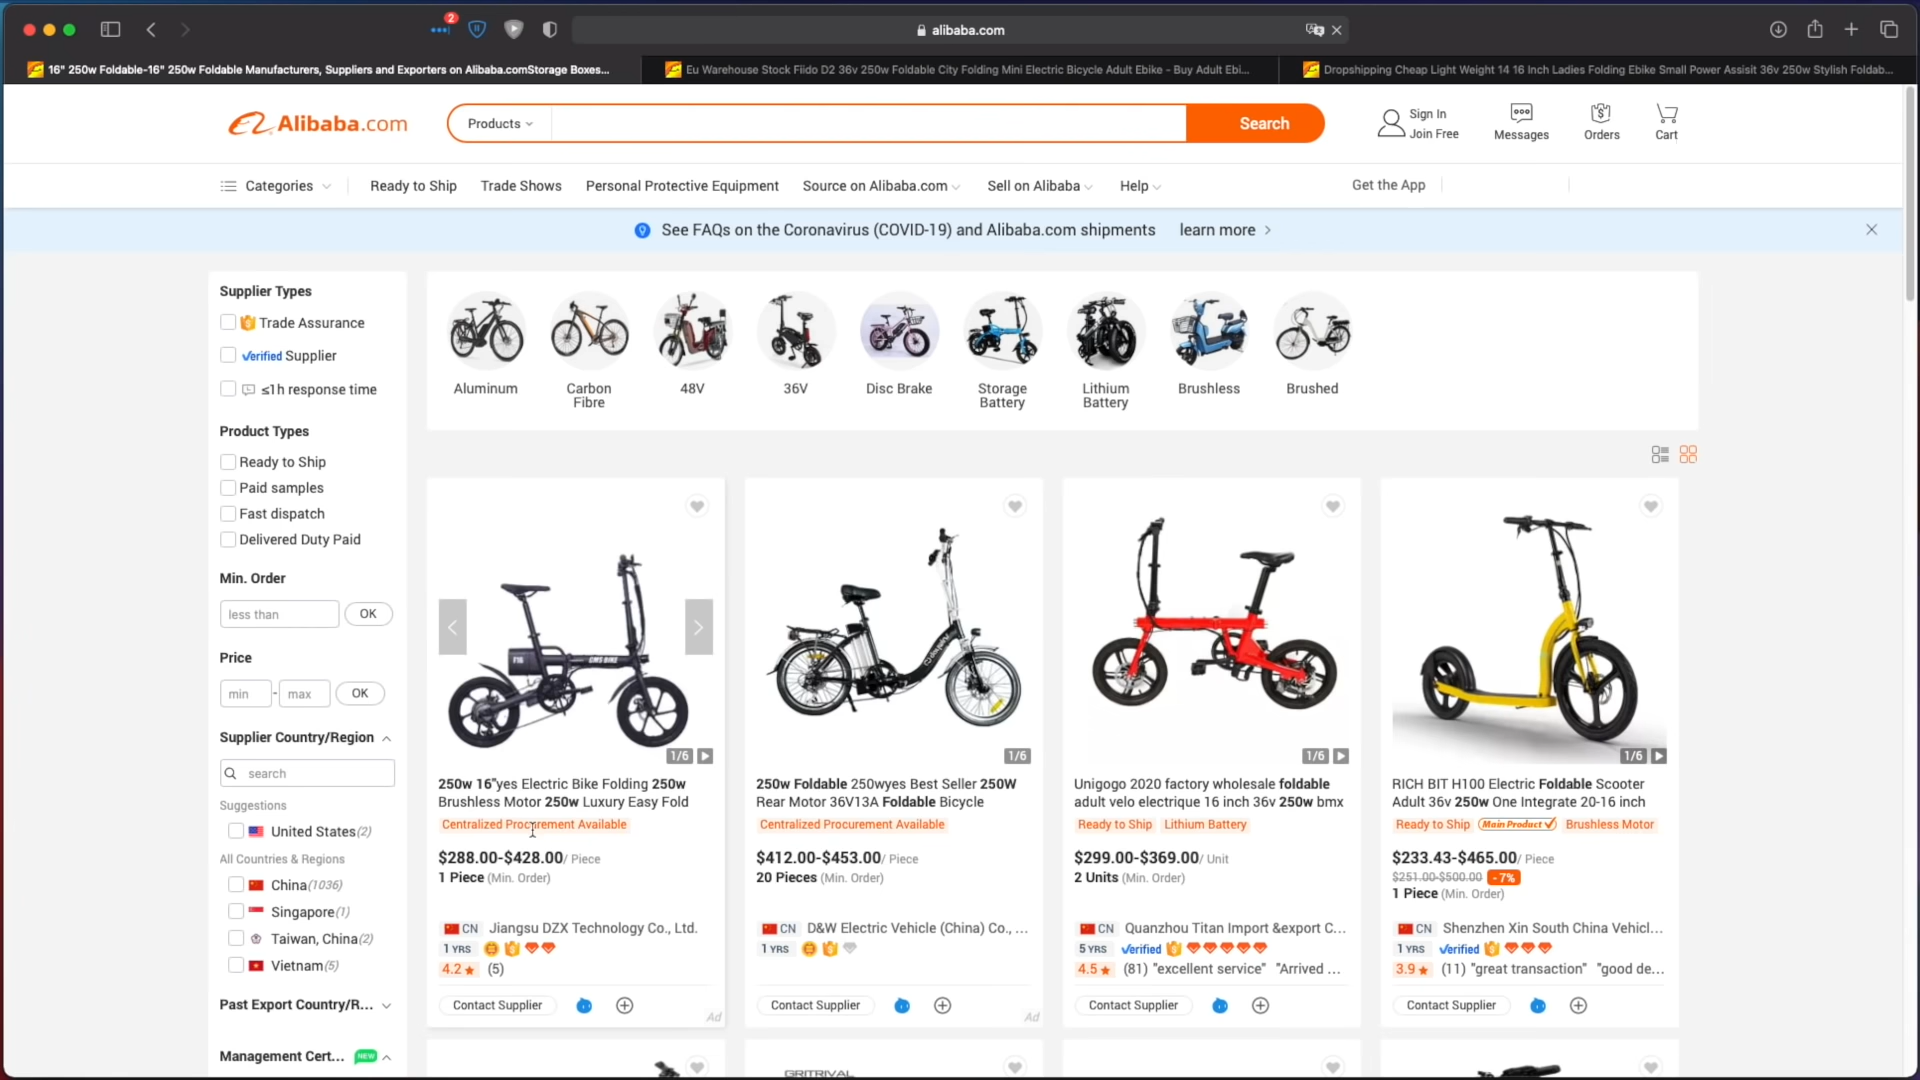 2
alibaba.com
16" 250w Foldable-16" 250w Foldable Manufacturers, Suppliers and Exporters on Alibaba.comStorage Boxes...
Eu Warehouse Stock Fiido D2 36v 250w Foldable City Folding Mini Electric Bicycle Adult Ebike - Buy Adult Ebi...
Dropshipping Cheap Light Weight 14 16 Inch Ladies Folding Ebike Small Power Assisit 36v 250w Stylish Foldab...
Alibaba.com
Products
Search
Sign In
Join Free
Messages
Orders
Cart
Categories
Ready to Ship
Trade Shows
Personal Protective Equipment
Source on Alibaba.com
Sell on Alibaba
Help
Get the App
See FAQs on the Coronavirus (COVID-19) and Alibaba.com shipments learn more
Supplier Types
Trade Assurance
Verified Supplier
≤1h response time
Product Types
Ready to Ship
Paid samples
Fast dispatch
Delivered Duty Paid
Min. Order
less than OK
Price
min - max OK
Supplier Country/Region
search
Suggestions
United States(2)
All Countries & Regions
China(1036)
Singapore(1)
Taiwan, China(2)
Vietnam(5)
Past Export Country/R...
Management Cert... NEW
Aluminum
Carbon
Fibre
48V
36V
Disc Brake
Storage
Battery
Lithium
Battery
Brushless
Brushed
F16 CMS BIKE
1/6
250w 16"yes Electric Bike Folding 250w
Brushless Motor 250w Luxury Easy Fold
Centralized Procurement Available
$288.00-$428.00/ Piece
1 Piece (Min. Order)
CN Jiangsu DZX Technology Co., Ltd.
1 YRS
4.2 (5)
Contact Supplier
Ad
1/6
250w Foldable 250wyes Best Seller 250W
Rear Motor 36V13A Foldable Bicycle
Centralized Procurement Available
$412.00-$453.00/ Piece
20 Pieces (Min. Order)
CN D&W Electric Vehicle (China) Co., ...
1 YRS
Contact Supplier
Ad
1/6
Unigogo 2020 factory wholesale foldable
adult velo electrique 16 inch 36v 250w bmx
Ready to Ship Lithium Battery
$299.00-$369.00/ Unit
2 Units (Min. Order)
CN Quanzhou Titan Import &export C...
5 YRS Verified
4.5 (81) "excellent service" "Arrived ...
Contact Supplier
1/6
RICH BIT H100 Electric Foldable Scooter
Adult 36v 250w One Integrate 20-16 inch
Ready to Ship Main Product Brushless Motor
$233.43-$465.00/ Piece
$251.00-$500.00 - 7%
1 Piece (Min. Order)
CN Shenzhen Xin South China Vehicl...
1 YRS Verified
3.9 (11) "great transaction" "good de...
Contact Supplier
GRITRIVAL